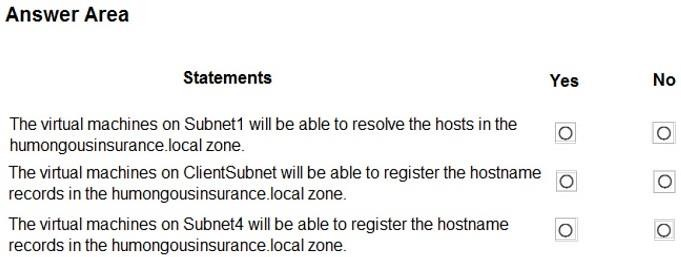 Answer Area
Statements Yes No
The virtual machines on Subnet1 will be able to resolve the hosts in the
humongousinsurance.local zone.
The virtual machines on ClientSubnet will be able to register the hostname
records in the humongousinsurance.local zone.
The virtual machines on Subnet4 will be able to register the hostname
records in the humongousinsurance.local zone.